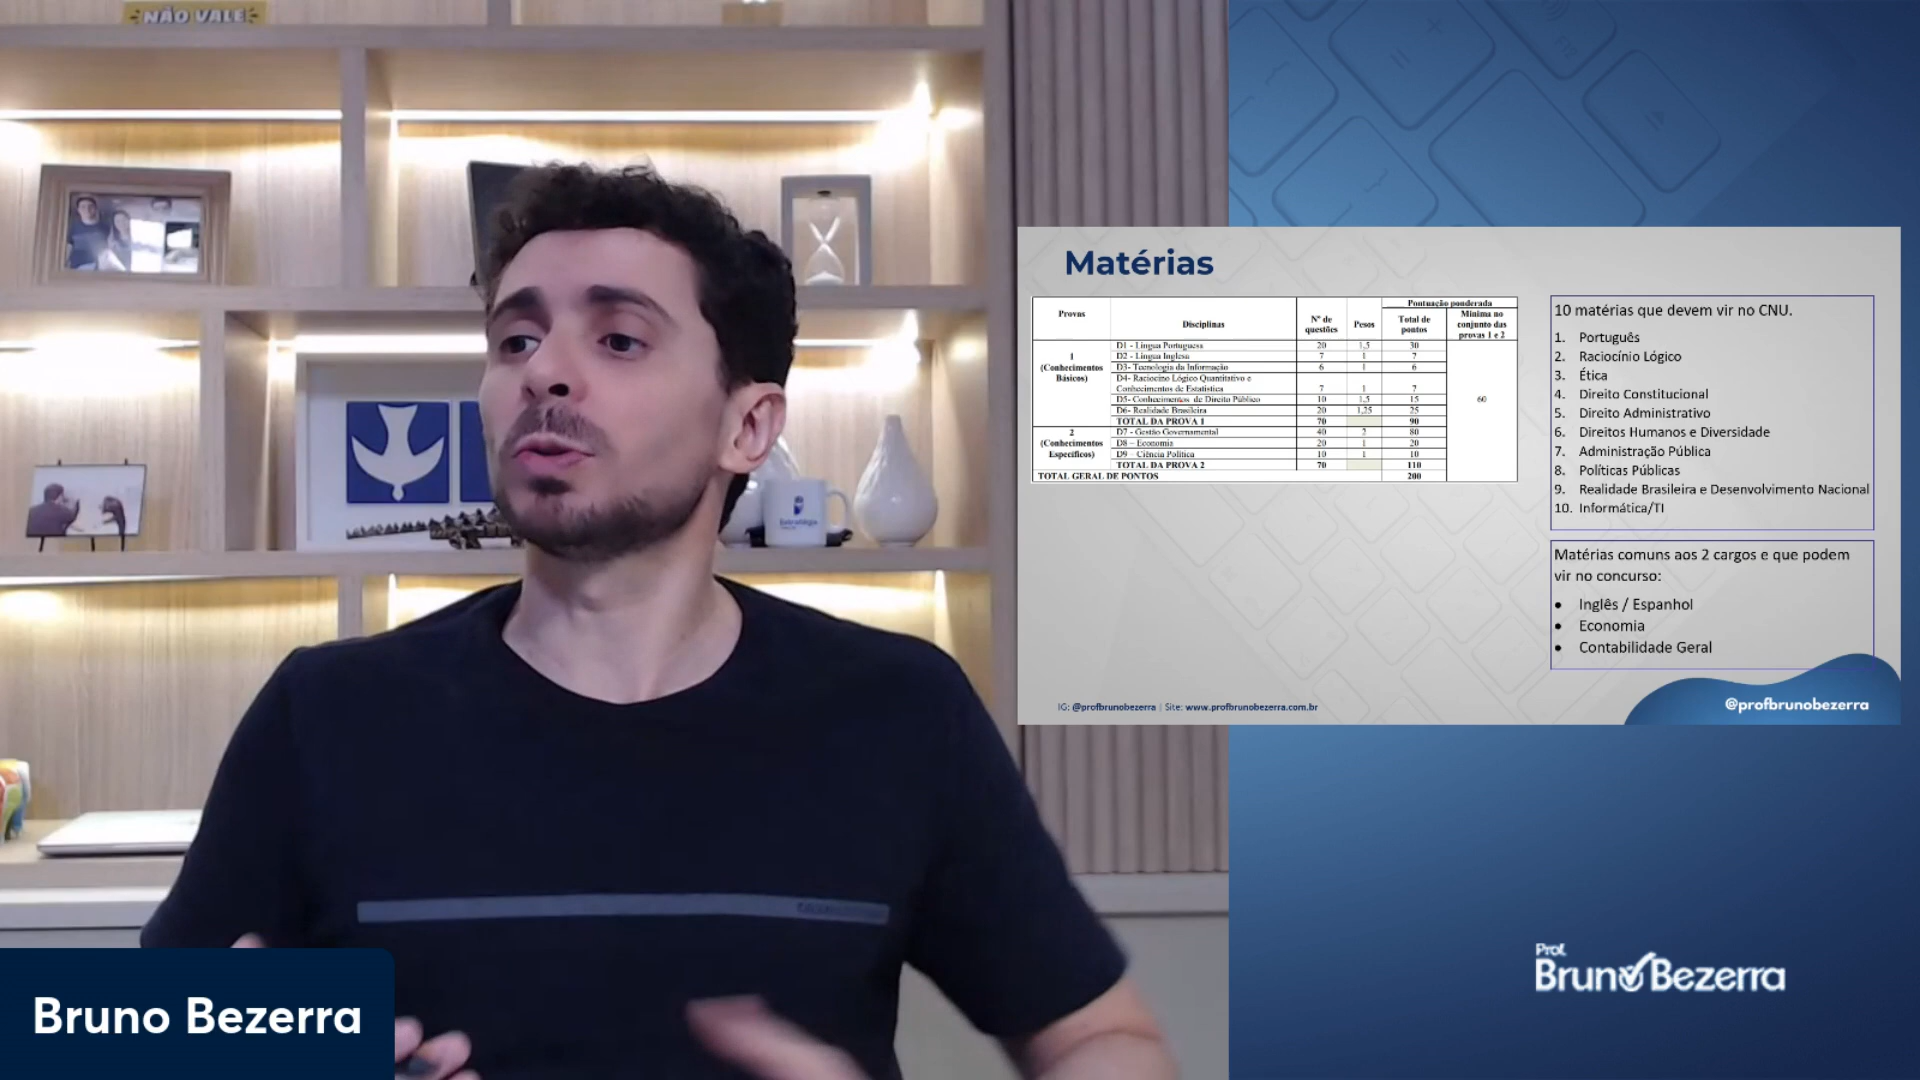 NÃO VALE
Matérias
Provas
Disciplinas
Nº de questões
Pesos
Pontuação ponderada
Total de pontos
Mínima no conjunto das provas 1 e 2
1 (Conhecimentos Básicos)
D1 - Língua Portuguesa 20 1,5 30
D2 - Língua Inglesa 7 1 7
D3- Tecnologia da Informação 6 1 6
D4- Raciocíno Lógico Quantitativo e Conhecimentos de Estatística 7 1 7
D5- Conhecimentos de Direito Público 10 1,5 15
D6- Realidade Brasileira 20 1,25 25
TOTAL DA PROVA 1 70 90
60
2 (Conhecimentos Específicos)
D7 - Gestão Governamental 40 2 80
D8 – Economia 20 1 20
D9 – Ciência Política 10 1 10
TOTAL DA PROVA 2 70 110
TOTAL GERAL DE PONTOS 200
10 matérias que devem vir no CNU.
1. Português
2. Raciocínio Lógico
3. Ética
4. Direito Constitucional
5. Direito Administrativo
6. Direitos Humanos e Diversidade
7. Administração Pública
8. Políticas Públicas
9. Realidade Brasileira e Desenvolvimento Nacional
10. Informática/TI
Matérias comuns aos 2 cargos e que podem
vir no concurso:
• Inglês / Espanhol
• Economia
• Contabilidade Geral
IG: @profbrunobezerra | Site: www.profbrunobezerra.com.br
@profbrunobezerra
Estratégia
Prof.
Bruno Bezerra
Bruno Bezerra